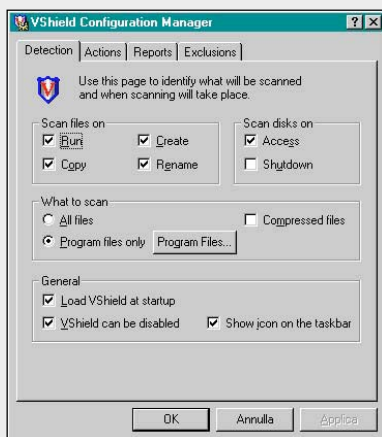 VShield Configuration Manager
Detection Actions Reports Exclusions
Use this page to identify what will be scanned
and when scanning will take place.
Scan files on
Run
Create
Copy
Rename
Scan disks on
Access
Shutdown
What to scan
All files
Compressed files
Program files only
Program Files...
General
Load VShield at startup
VShield can be disabled
Show icon on the taskbar
OK
Annulla
Applica